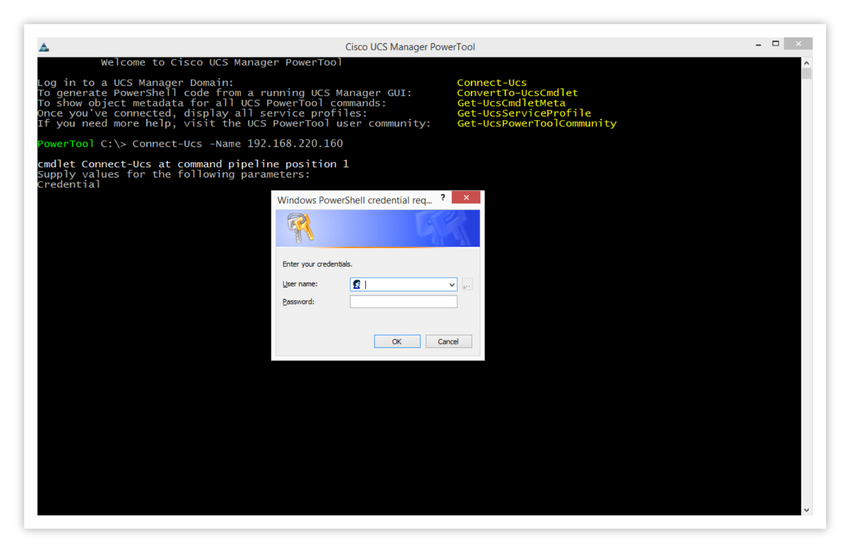 Cisco UCS Manager PowerTool
Welcome to Cisco UCS Manager PowerTool
Log in to a UCS Manager Domain: Connect-Ucs
To generate PowerShell code from a running UCS Manager GUI: ConvertTo-UcsCmdlet
To show object metadata for all UCS PowerTool commands: Get-UcsCmdletMeta
Once you've connected, display all service profiles: Get-UcsServiceProfile
If you need more help, visit the UCS PowerTool user community: Get-UcsPowerToolCommunity
PowerTool C:\> Connect-Ucs -Name 192.168.220.160
cmdlet Connect-Ucs at command pipeline position 1
Supply values for the following parameters:
Credential
Windows PowerShell credential req... ?
Enter your credentials.
User name:
...
Password:
OK Cancel